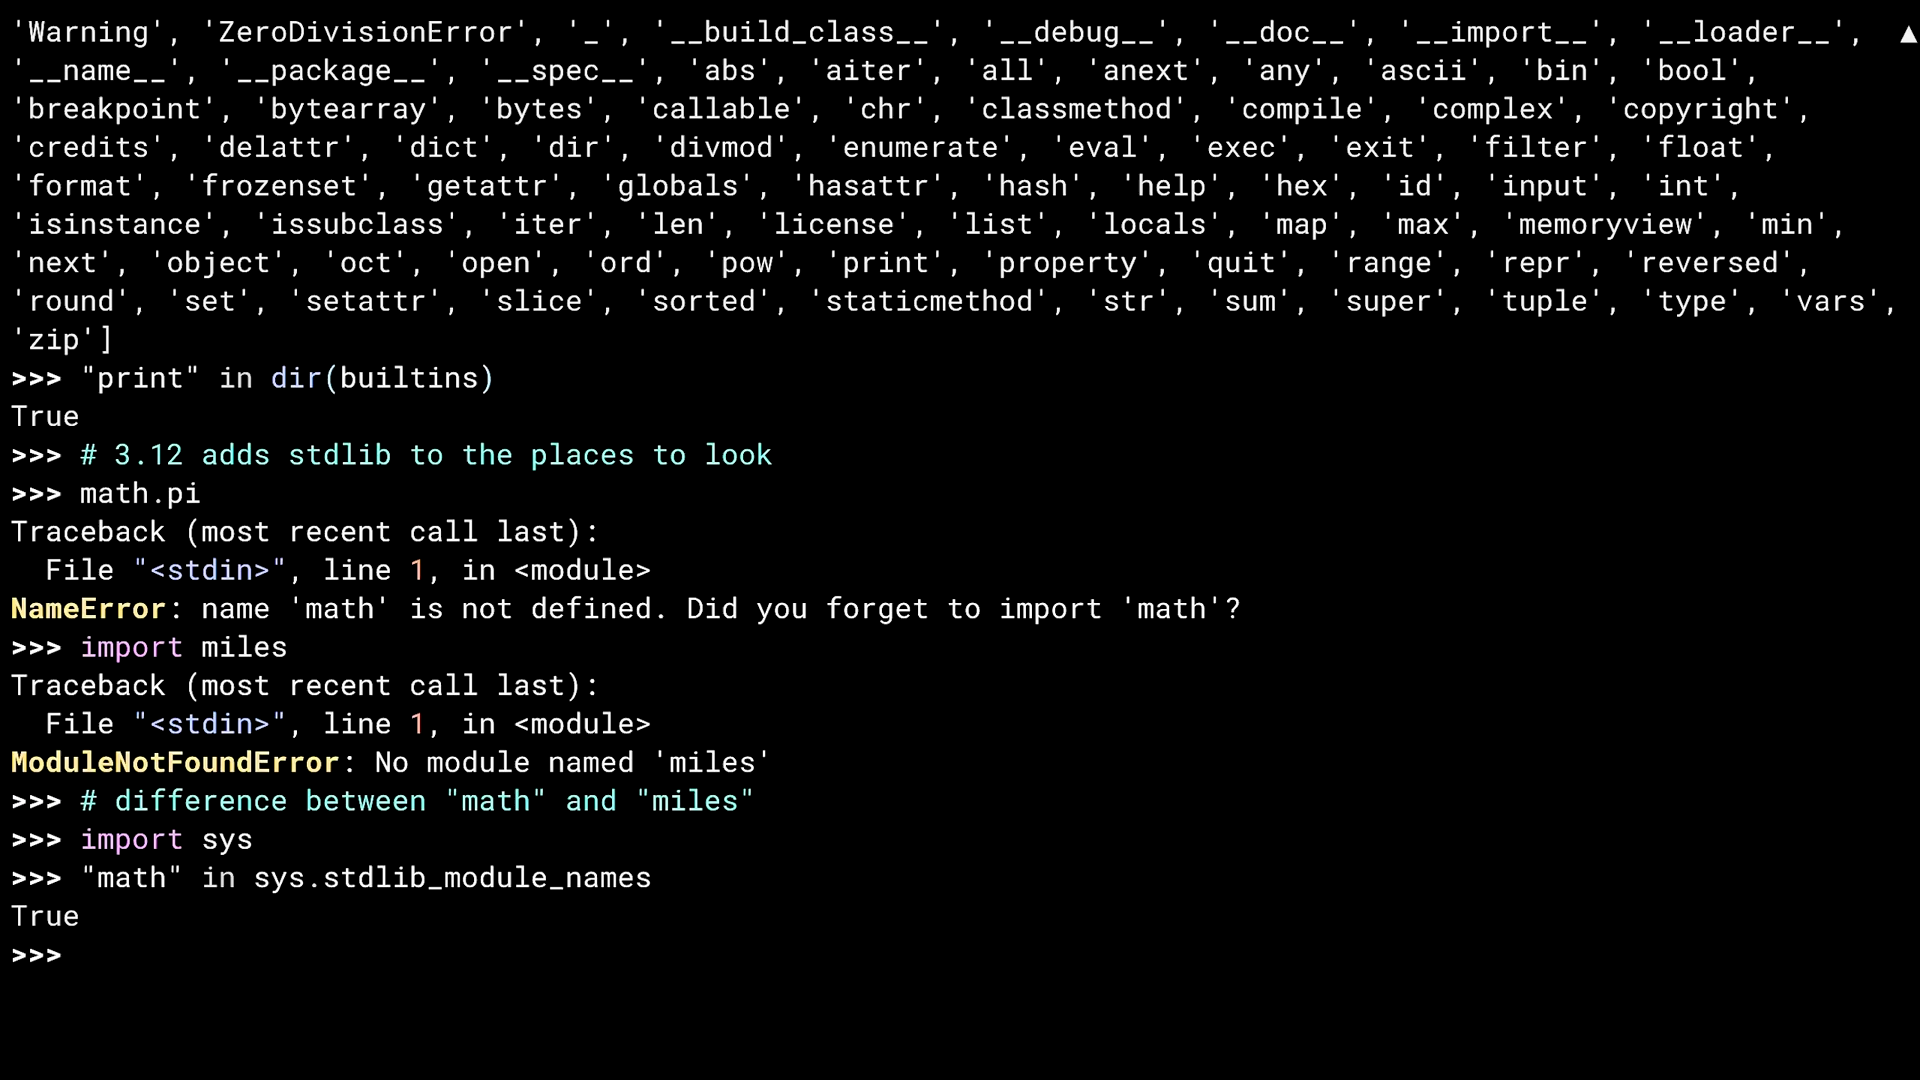 'Warning', 'ZeroDivisionError', '_', '__build_class__', '__debug__', '__doc__', '__import__', '__loader__',
'__name__', '__package__', '__spec__', 'abs', 'aiter', 'all', 'anext', 'any', 'ascii', 'bin', 'bool',
'breakpoint', 'bytearray', 'bytes', 'callable', 'chr', 'classmethod', 'compile', 'complex', 'copyright',
'credits', 'delattr', 'dict', 'dir', 'divmod', 'enumerate', 'eval', 'exec', 'exit', 'filter', 'float',
'format', 'frozenset', 'getattr', 'globals', 'hasattr', 'hash', 'help', 'hex', 'id', 'input', 'int',
'isinstance', 'issubclass', 'iter', 'len', 'license', 'list', 'locals', 'map', 'max', 'memoryview', 'min',
'next', 'object', 'oct', 'open', 'ord', 'pow', 'print', 'property', 'quit', 'range', 'repr', 'reversed',
'round', 'set', 'setattr', 'slice', 'sorted', 'staticmethod', 'str', 'sum', 'super', 'tuple', 'type', 'vars',
'zip']
>>> "print" in dir(builtins)
True
>>> # 3.12 adds stdlib to the places to look
>>> math.pi
Traceback (most recent call last):
  File "<stdin>", line 1, in <module>
NameError: name 'math' is not defined. Did you forget to import 'math'?
>>> import miles
Traceback (most recent call last):
  File "<stdin>", line 1, in <module>
ModuleNotFoundError: No module named 'miles'
>>> # difference between "math" and "miles"
>>> import sys
>>> "math" in sys.stdlib_module_names
True
>>>